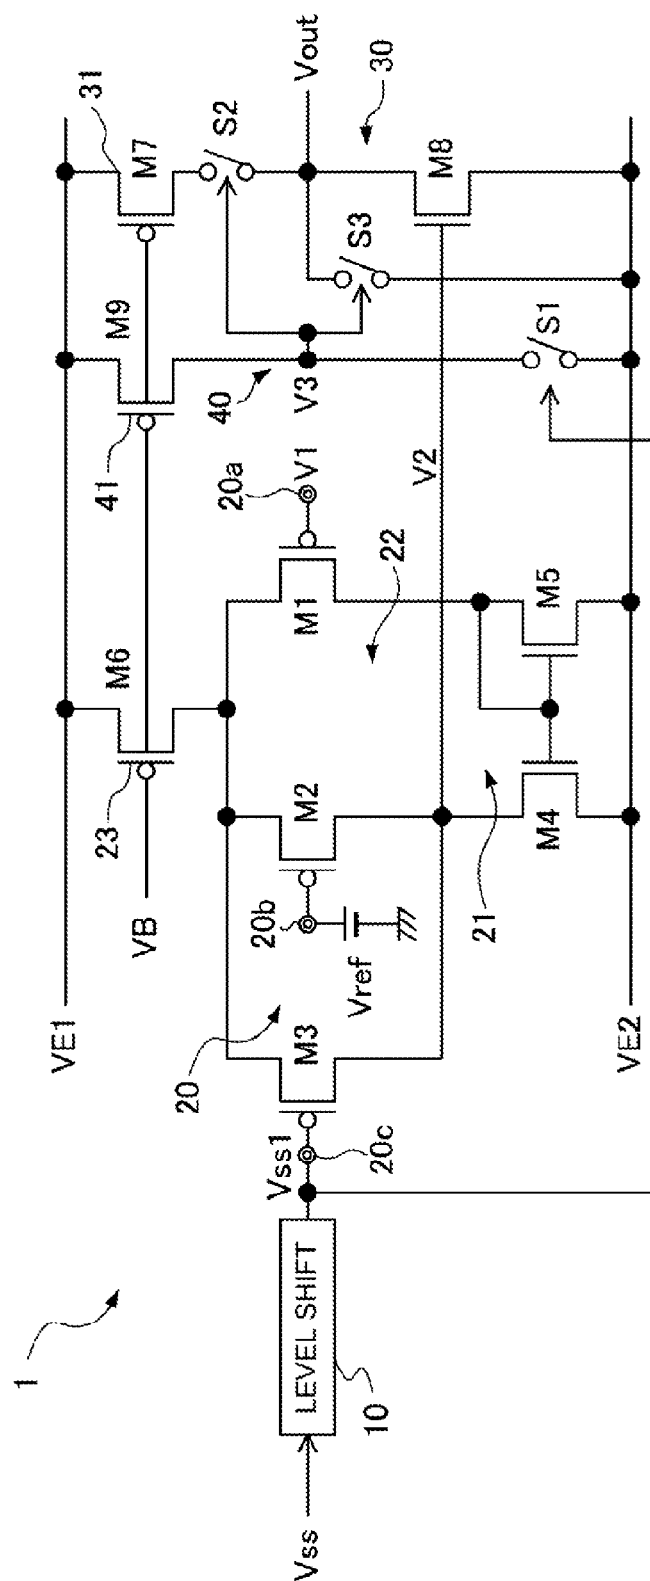 1
VE1
VB
23
M6
41
M9
31
M7
S2
Vout
30
20
20b
M2
M1
20a
V1
40
V3
S3
M8
Vss
LEVEL SHIFT
10
Vss1
20c
M3
Vref
22
V2
21
M4
M5
S1
VE2